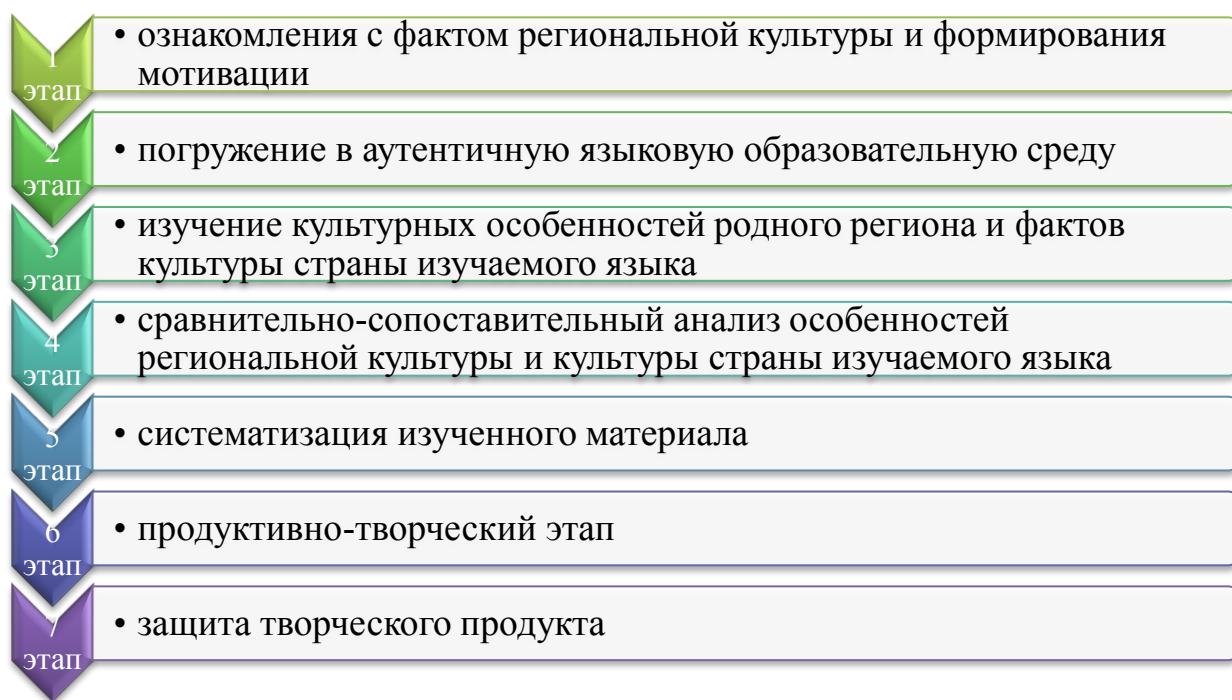 1
этап
• ознакомления с фактом региональной культуры и формирования
мотивации
2
этап
• погружение в аутентичную языковую образовательную среду
3
этап
• изучение культурных особенностей родного региона и фактов
культуры страны изучаемого языка
4
этап
• сравнительно-сопоставительный анализ особенностей
региональной культуры и культуры страны изучаемого языка
5
этап
• систематизация изученного материала
6
этап
• продуктивно-творческий этап
7
этап
• защита творческого продукта